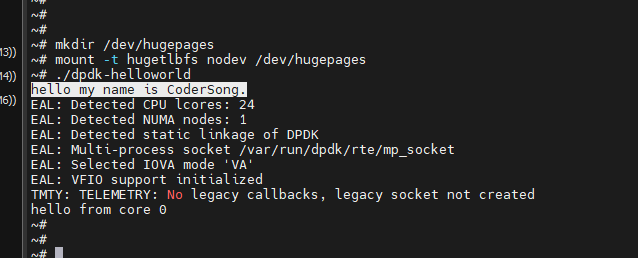 ~#
~#
~#
~# mkdir /dev/hugepages
~# mount -t hugetlbfs nodev /dev/hugepages
~# ./dpdk-helloworld
hello my name is CoderSong.
EAL: Detected CPU lcores: 24
EAL: Detected NUMA nodes: 1
EAL: Detected static linkage of DPDK
EAL: Multi-process socket /var/run/dpdk/rte/mp_socket
EAL: Selected IOVA mode 'VA'
EAL: VFIO support initialized
TMTY: TELEMETRY: No legacy callbacks, legacy socket not created
hello from core 0
~#
~#
~#
M3))
M4))
M6))